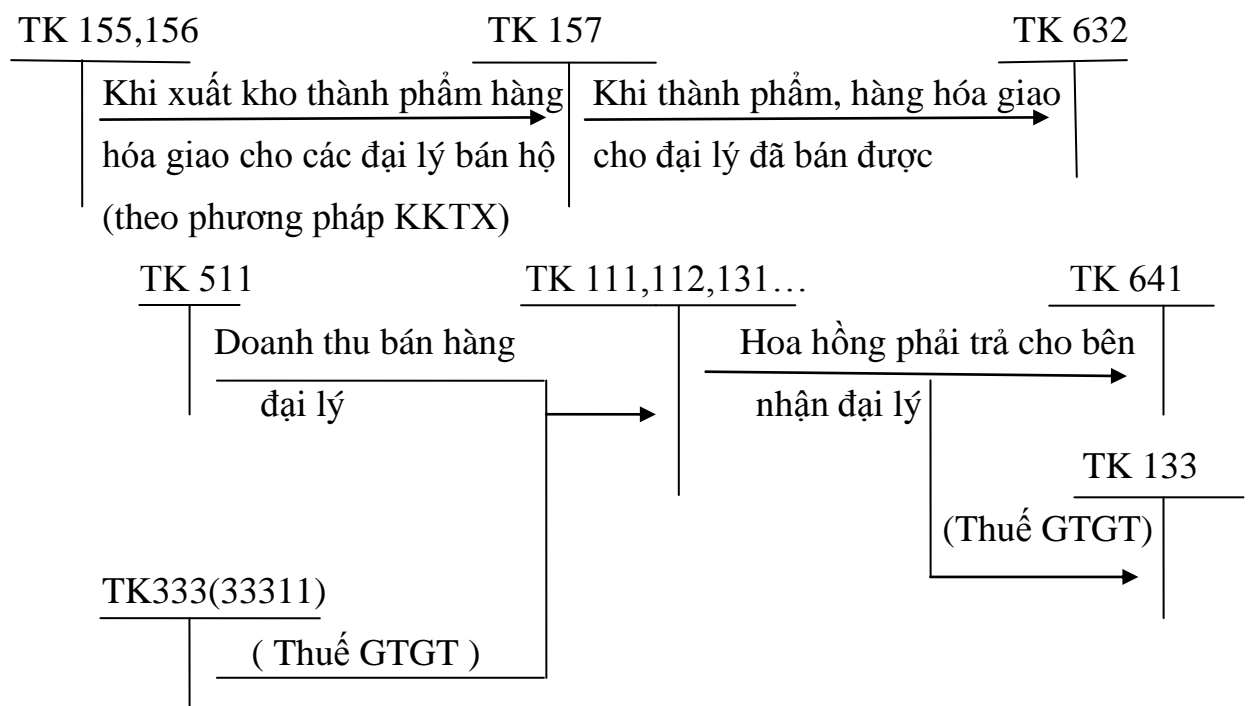 TK 155,156 TK 157 TK 632
Khi xuất kho thành phẩm hàng Khi thành phẩm, hàng hóa giao
hóa giao cho các đại lý bán hộ cho đại lý đã bán được
(theo phương pháp KKTX)
TK 511 TK 111,112,131… TK 641
Doanh thu bán hàng Hoa hồng phải trả cho bên
đại lý nhận đại lý
TK 133
(Thuế GTGT)
TK333(33311)
( Thuế GTGT )